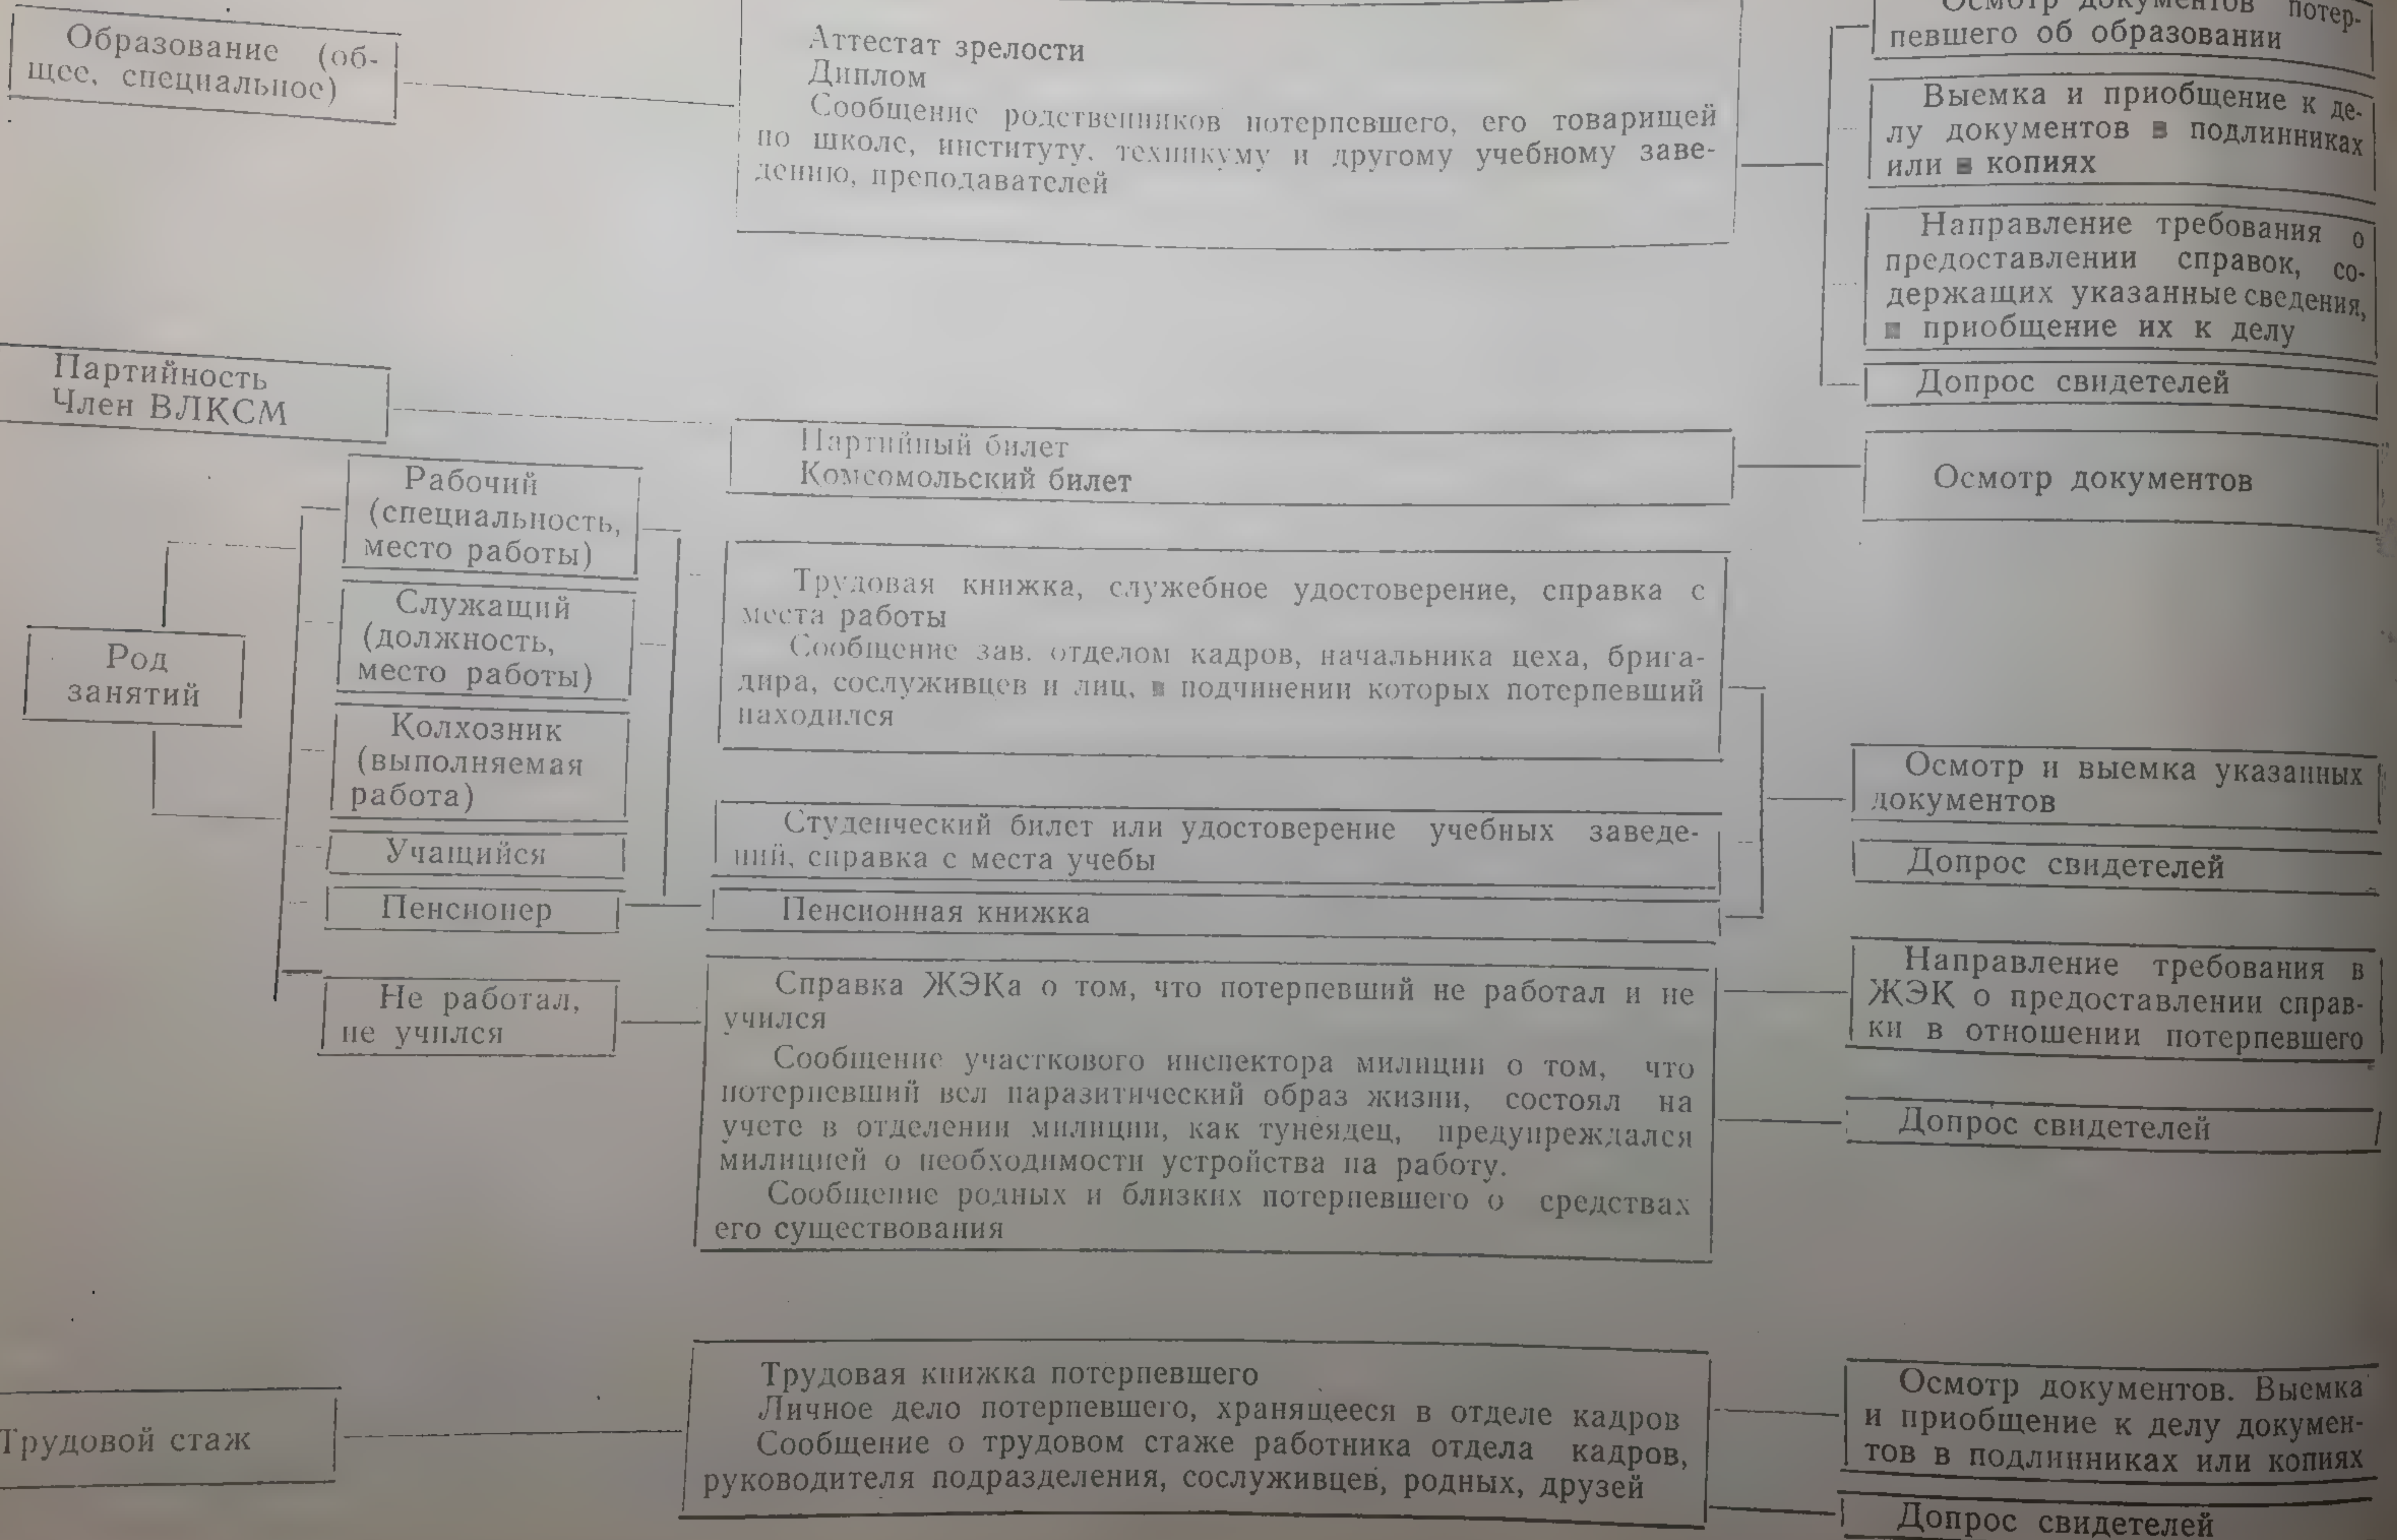 Образование (об-
щее, специальное)
Аттестат зрелости
Диплом
Сообщение родственников потерпевшего, его товарищей
по школе, институту, техникуму и другому учебному заве-
дению, преподавателей
Осмотр документов потер-
певшего об образовании
Выемка и приобщение к де-
лу документов в подлинниках
или в копиях
Направление требования о
предоставлении справок, со-
держащих указанные сведения,
и приобщение их к делу
Допрос свидетелей
Партийность
Член ВЛКСМ
Партийный билет
Комсомольский билет
Осмотр документов
Род
занятий
Рабочий
(специальность,
место работы)
Служащий
(должность,
место работы)
Колхозник
(выполняемая
работа)
Учащийся
Пенсионер
Не работал,
не учился
Трудовая книжка, служебное удостоверение, справка с
места работы
Сообщение зав. отделом кадров, начальника цеха, брига-
дира, сослуживцев и лиц, в подчинении которых потерпевший
находился
Студенческий билет или удостоверение учебных заведе-
ний, справка с места учебы
Пенсионная книжка
Осмотр и выемка указанных
документов
Допрос свидетелей
Справка ЖЭКа о том, что потерпевший не работал и не
учился
Сообщение участкового инспектора милиции о том, что
потерпевший вел паразитический образ жизни, состоял на
учете в отделении милиции, как тунеядец, предупреждался
милицией о необходимости устройства на работу.
Сообщение родных и близких потерпевшего о средствах
его существования
Направление требования в
ЖЭК о предоставлении справ-
ки в отношении потерпевшего
Допрос свидетелей
Трудовой стаж
Трудовая книжка потерпевшего
Личное дело потерпевшего, хранящееся в отделе кадров
Сообщение о трудовом стаже работника отдела кадров,
руководителя подразделения, сослуживцев, родных, друзей
Осмотр документов. Выемка
и приобщение к делу докумен-
тов в подлинниках или копиях
Допрос свидетелей